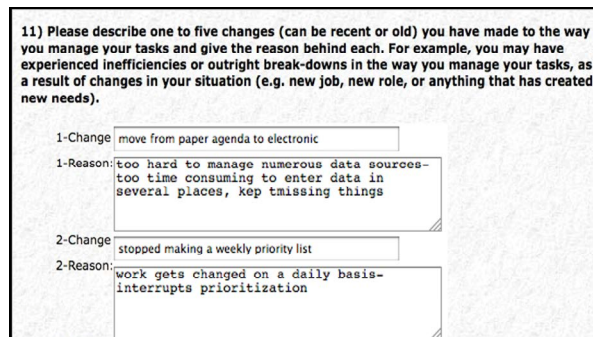 11) Please describe one to five changes (can be recent or old) you have made to the way
you manage your tasks and give the reason behind each. For example, you may have
experienced inefficiencies or outright break-downs in the way you manage your tasks, as
a result of changes in your situation (e.g. new job, new role, or anything that has created
new needs).
1-Change move from paper agenda to electronic
1-Reason: too hard to manage numerous data sources-
too time consuming to enter data in
several places, kep tmissing things
2-Change stopped making a weekly priority list
2-Reason: work gets changed on a daily basis-
interrupts prioritization